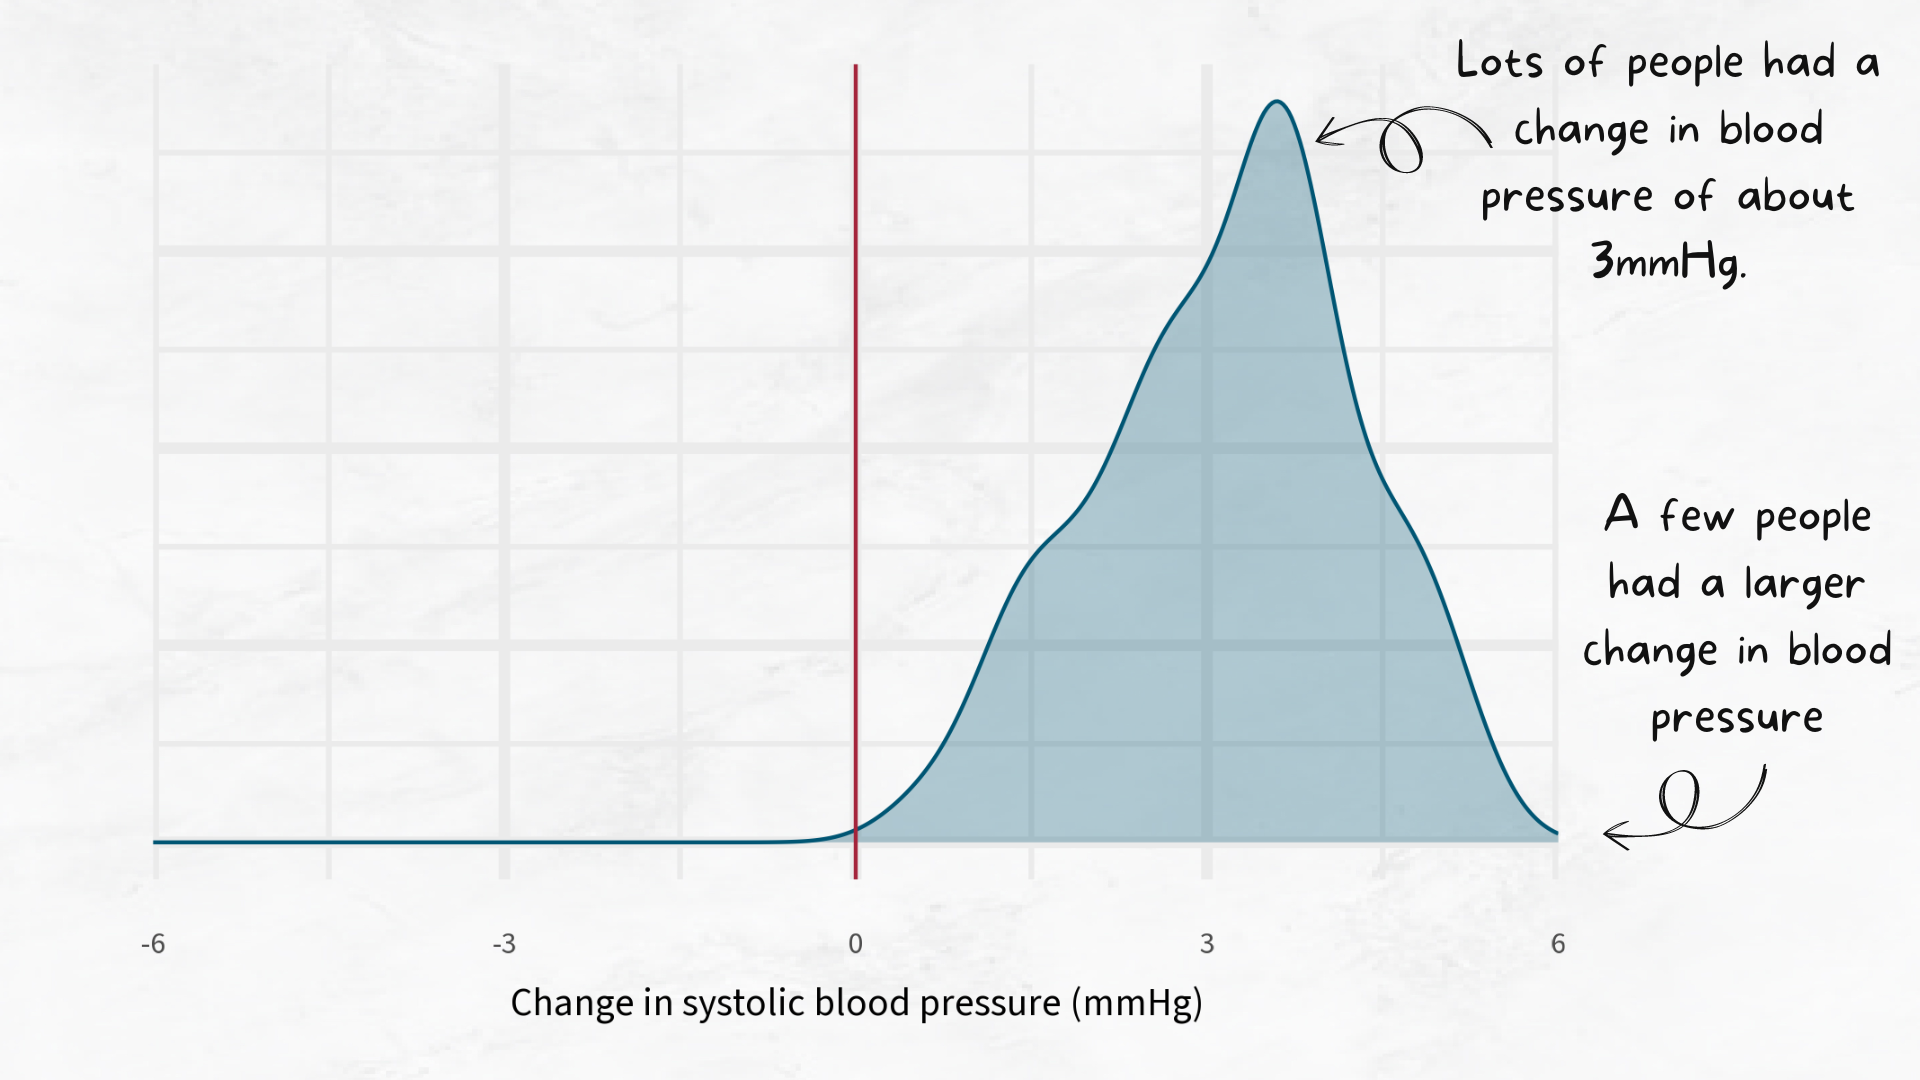 Lots of people had a
change in blood
pressure of about
3mmHg.
A few people
had a larger
change in blood
pressure
-6 -3 0 3 6
Change in systolic blood pressure (mmHg)